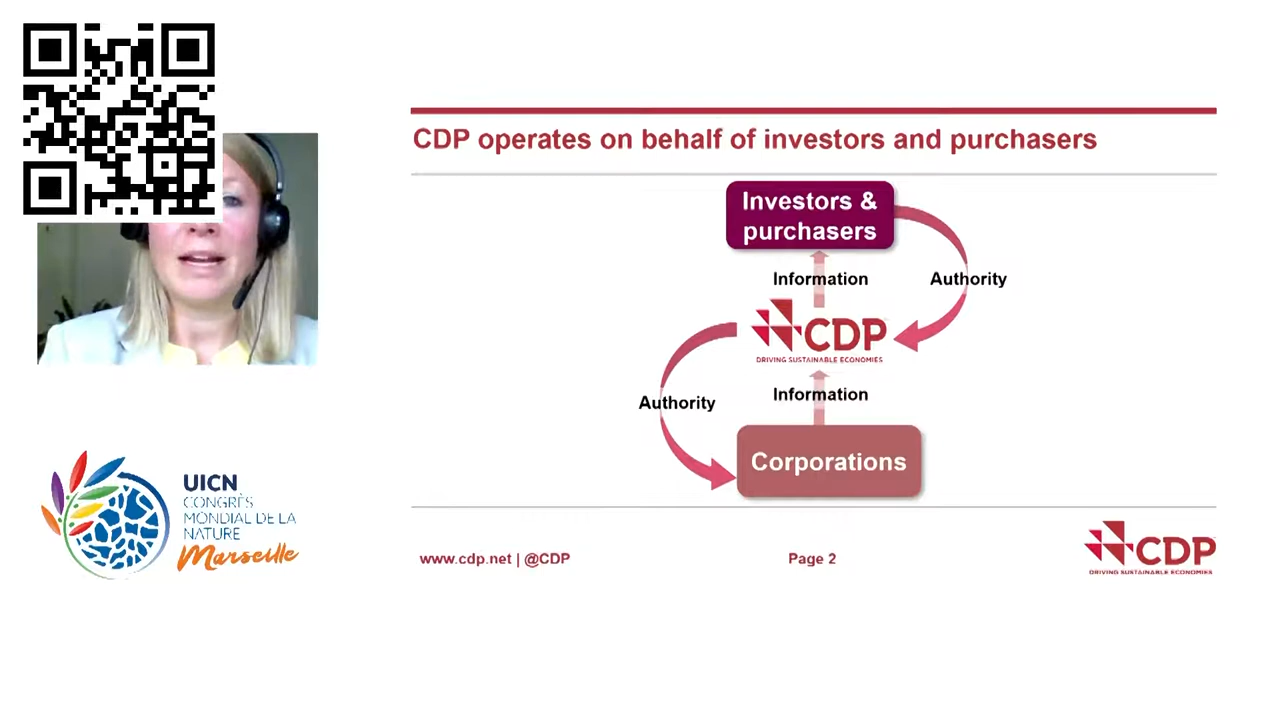 CDP operates on behalf of investors and purchasers
Investors &
purchasers
Information
Authority
CDP
DRIVING SUSTAINABLE ECONOMIES
Authority
Information
Corporations
UICN
CONGRÈS
MONDIAL DE LA
NATURE
Marseille
www.cdp.net | @CDP
Page 2
CDP
DRIVING SUSTAINABLE ECONOMIES